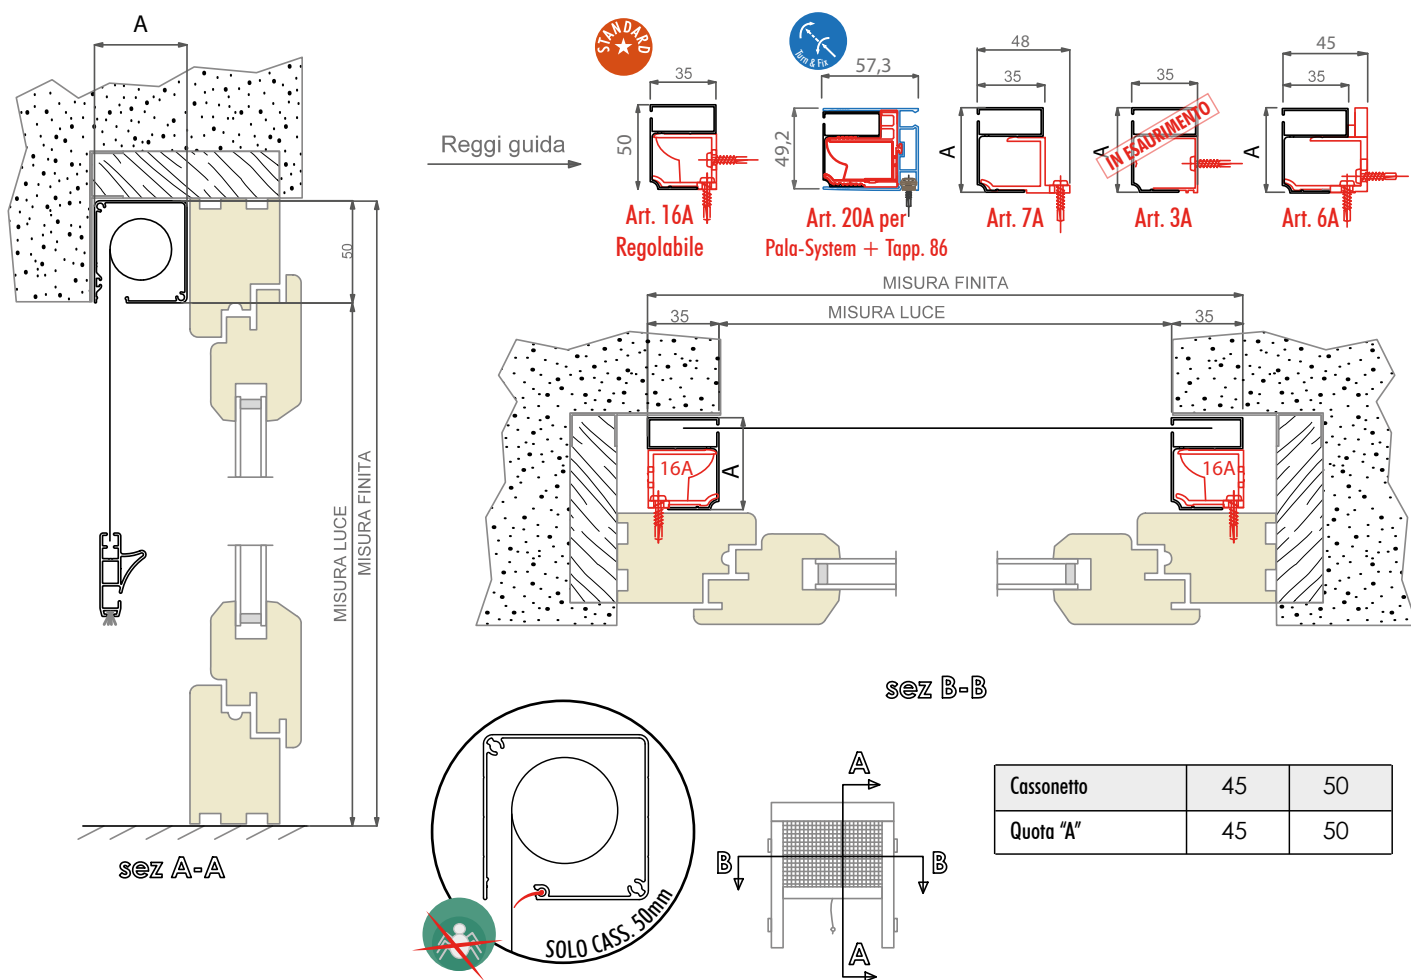 A
STANDARD
Turn & Fix
Reggi guida
35
50
57,3
49,2
48
35
A
35
A
IN ESAURIMENTO
45
35
A
Art. 16A
Regolabile
Art. 20A per
Pala-System + Tapp. 86
Art. 7A
Art. 3A
Art. 6A
50
MISURA LUCE
MISURA FINITA
MISURA FINITA
35
MISURA LUCE
35
16A
A
16A
sez A-A
sez B-B
SOLO CASS. 50mm
A
B
B
A
Cassonetto 45 50
Quota “A” 45 50